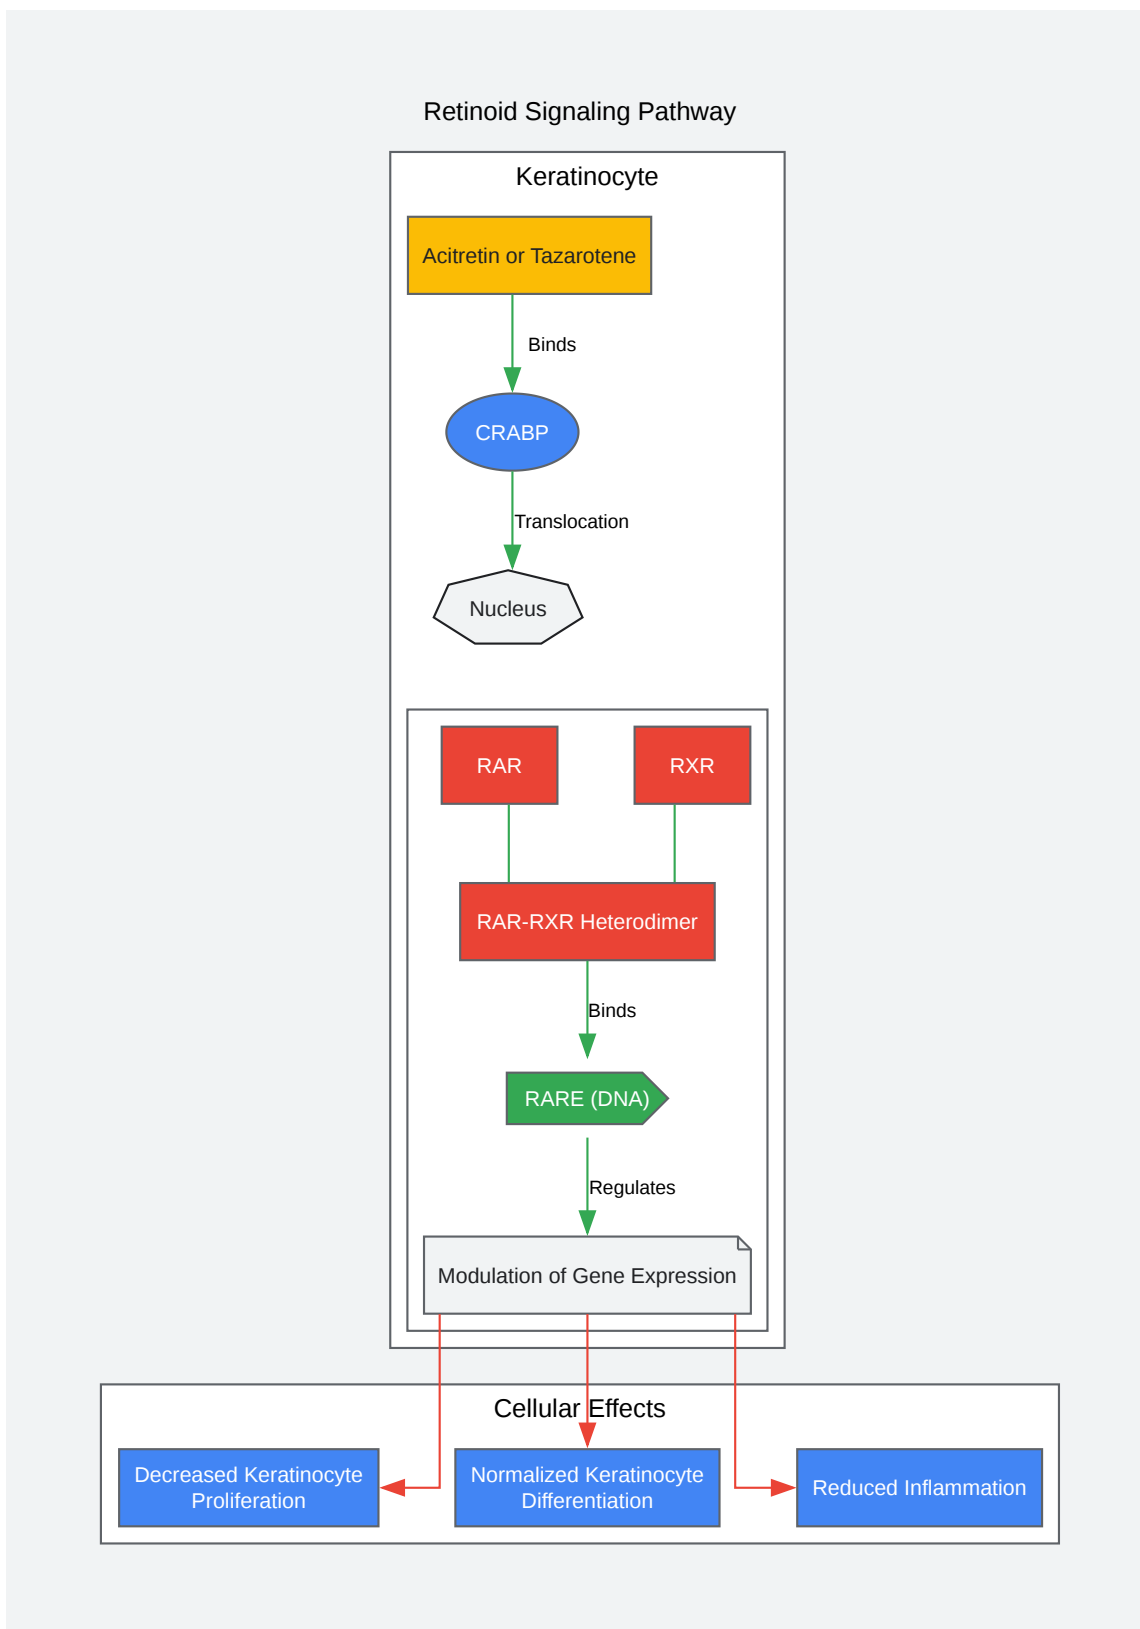 Retinoid Signaling Pathway
Keratinocyte
Acitretin or Tazarotene
Binds
CRABP
Translocation
Nucleus
RAR
RXR
RAR-RXR Heterodimer
Binds
RARE (DNA)
Regulates
Modulation of Gene Expression
Cellular Effects
Decreased Keratinocyte
Proliferation
Normalized Keratinocyte
Differentiation
Reduced Inflammation